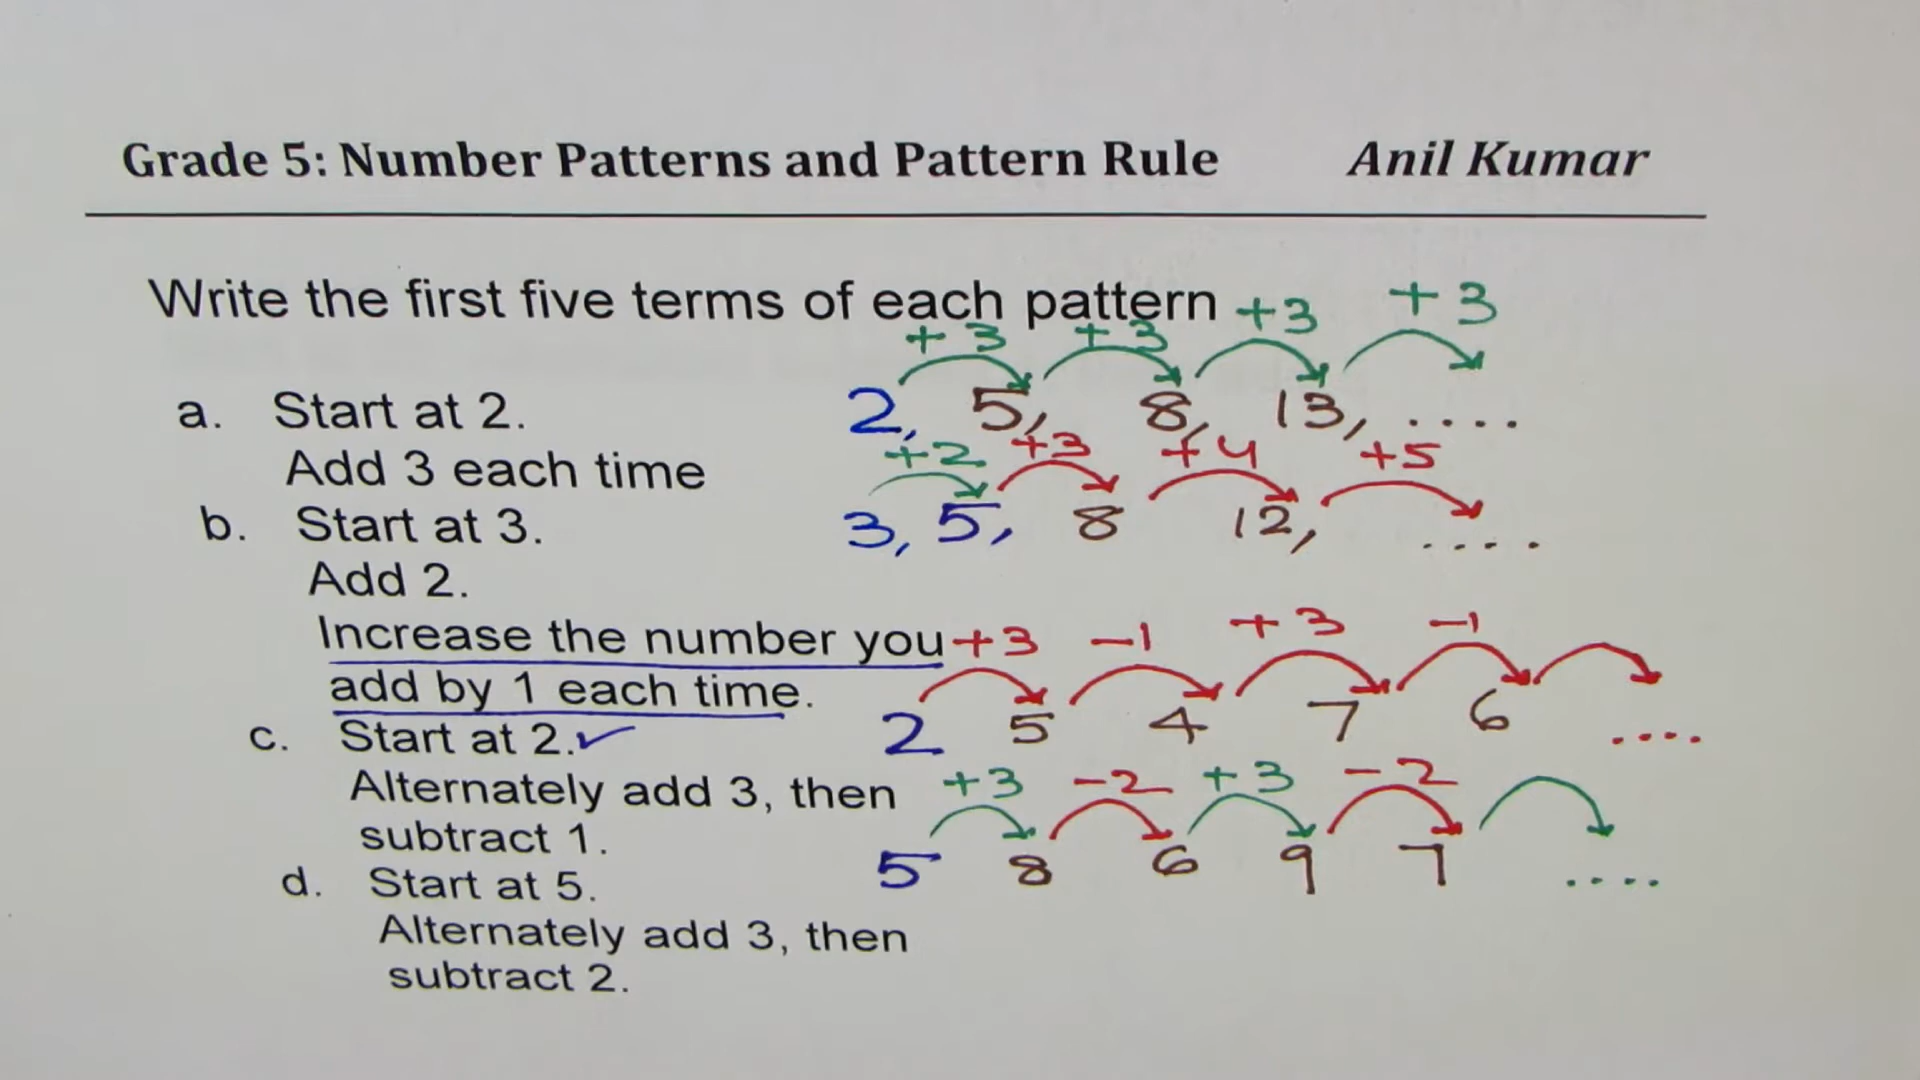 Grade 5: Number Patterns and Pattern Rule Anil Kumar
Write the first five terms of each pattern
+3 +3 +3 +3
a. Start at 2. 2, 5, 8, 13, ....
Add 3 each time
+2 +3 +4 +5
b. Start at 3. 3, 5, 8 12, ....
Add 2.
Increase the number you
add by 1 each time.
+3 -1 +3 -1
c. Start at 2.✓ 2 5 4 7 6 ....
Alternately add 3, then
subtract 1.
+3 -2 +3 -2
d. Start at 5. 5 8 6 9 7 ....
Alternately add 3, then
subtract 2.